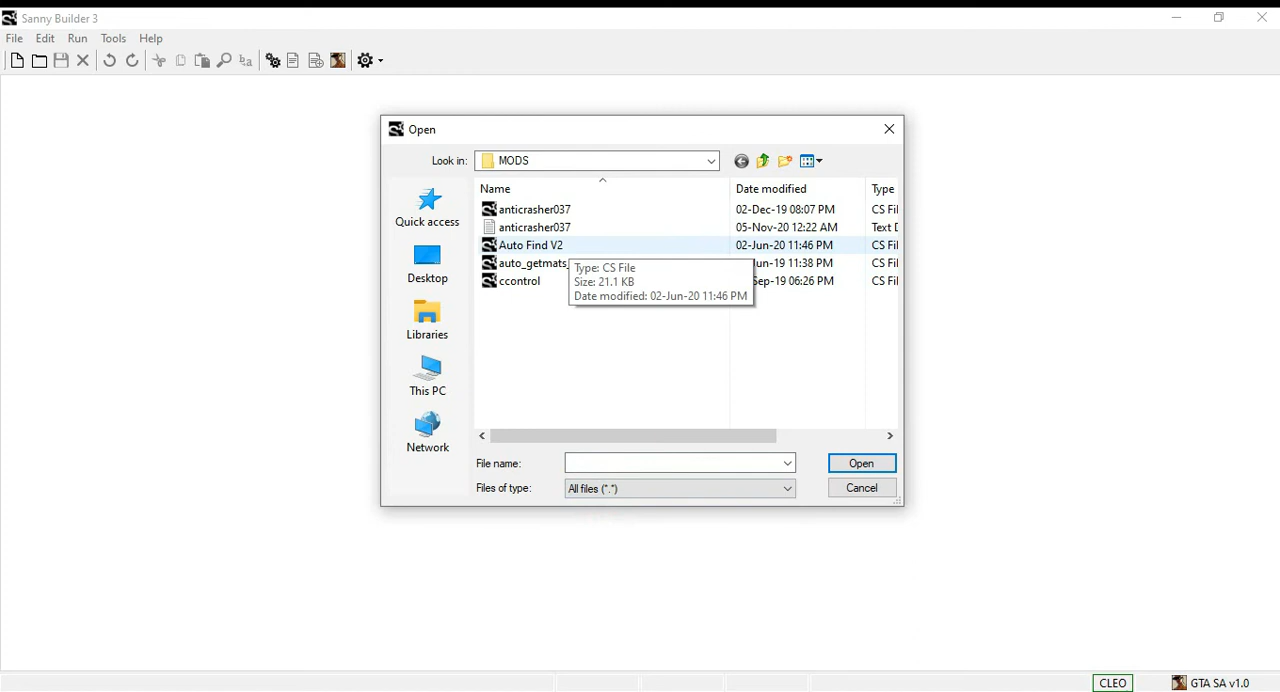 Sanny Builder 3
File Edit Run Tools Help
Open
Look in: MODS
Name Date modified Type
anticrasher037 02-Dec-19 08:07 PM CS Fil
anticrasher037 05-Nov-20 12:22 AM Text D
Auto Find V2 02-Jun-20 11:46 PM CS Fil
auto_getmats_ un-19 11:38 PM CS Fil
ccontrol Sep-19 06:26 PM CS Fil
Type: CS File
Size: 21.1 KB
Date modified: 02-Jun-20 11:46 PM
Quick access
Desktop
Libraries
This PC
Network
File name: Open
Files of type: All files (*.*) Cancel
CLEO GTA SA v1.0